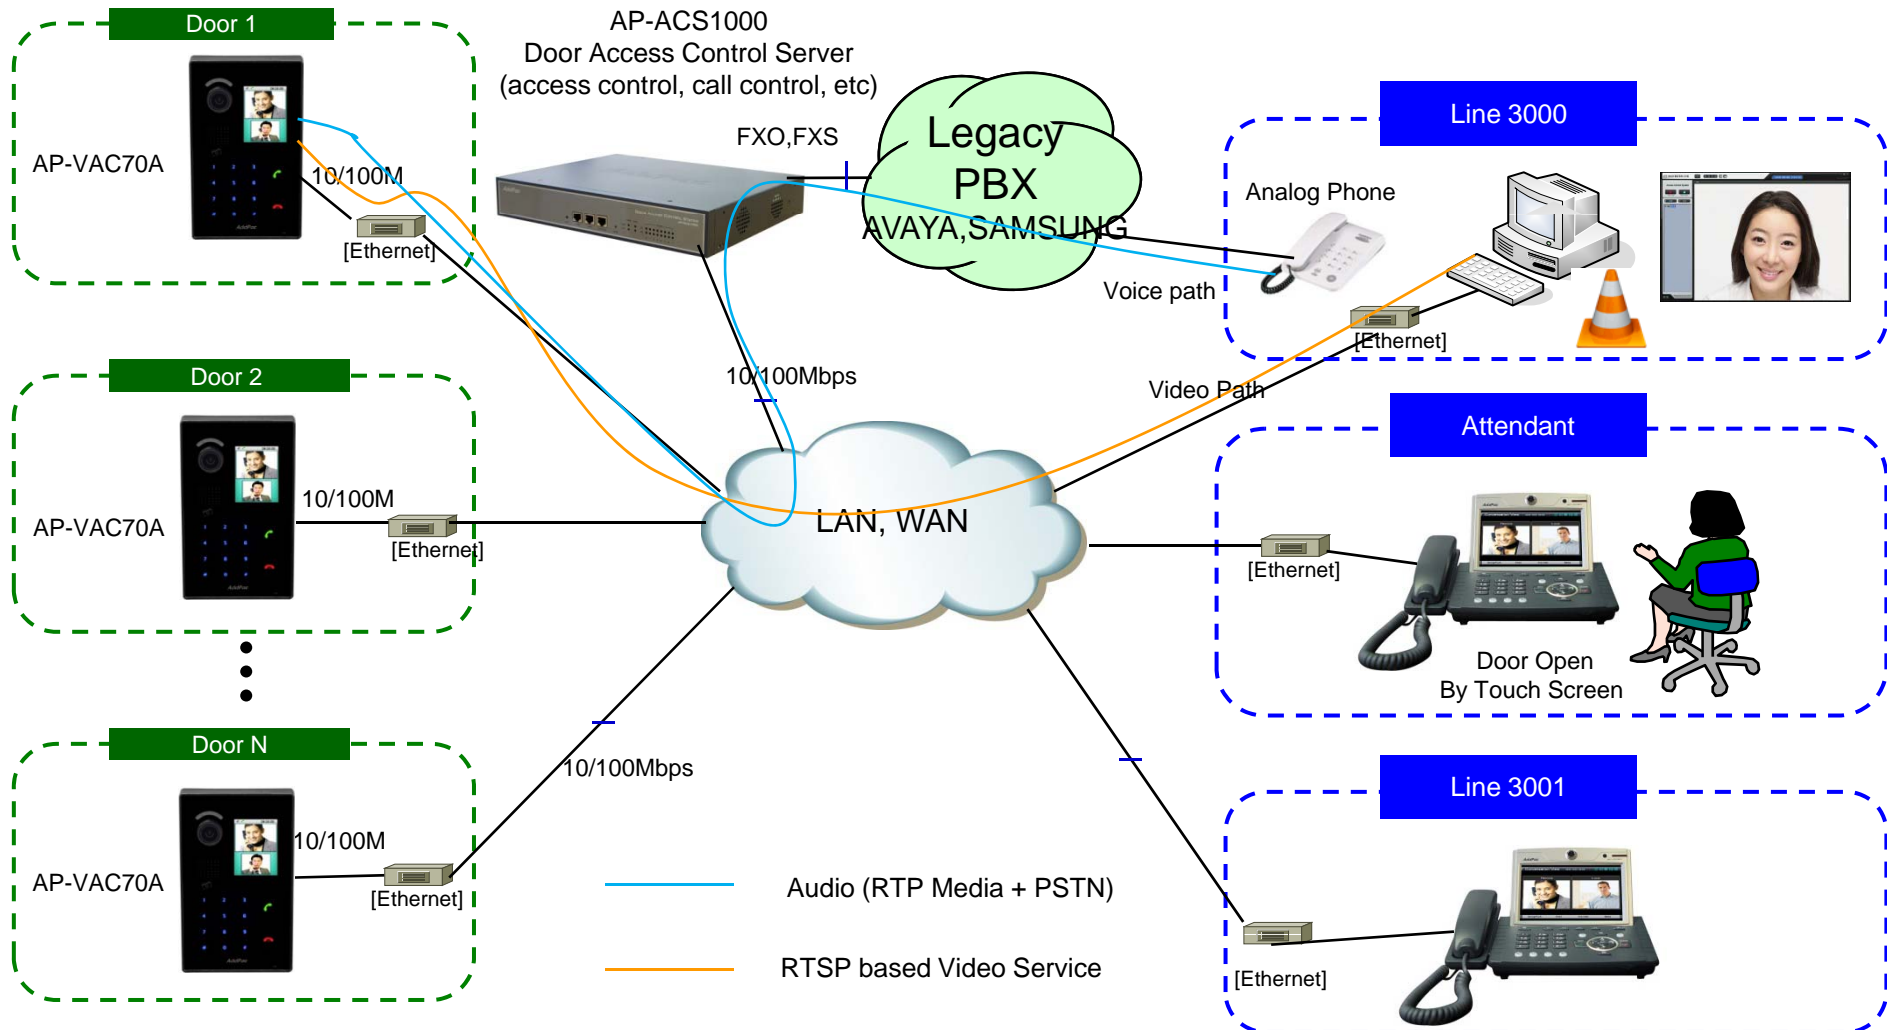 Door 1
AP-VAC70A
10/100M
[Ethernet]
AP-ACS1000
Door Access Control Server
(access control, call control, etc)
FXO,FXS
Legacy
PBX
AVAYA,SAMSUNG
Line 3000
Analog Phone
Voice path
[Ethernet]
Video Path
10/100Mbps
Door 2
AP-VAC70A
10/100M
[Ethernet]
LAN, WAN
Attendant
[Ethernet]
Door Open
By Touch Screen
Door N
AP-VAC70A
10/100M
[Ethernet]
10/100Mbps
Line 3001
[Ethernet]
Audio (RTP Media + PSTN)
RTSP based Video Service